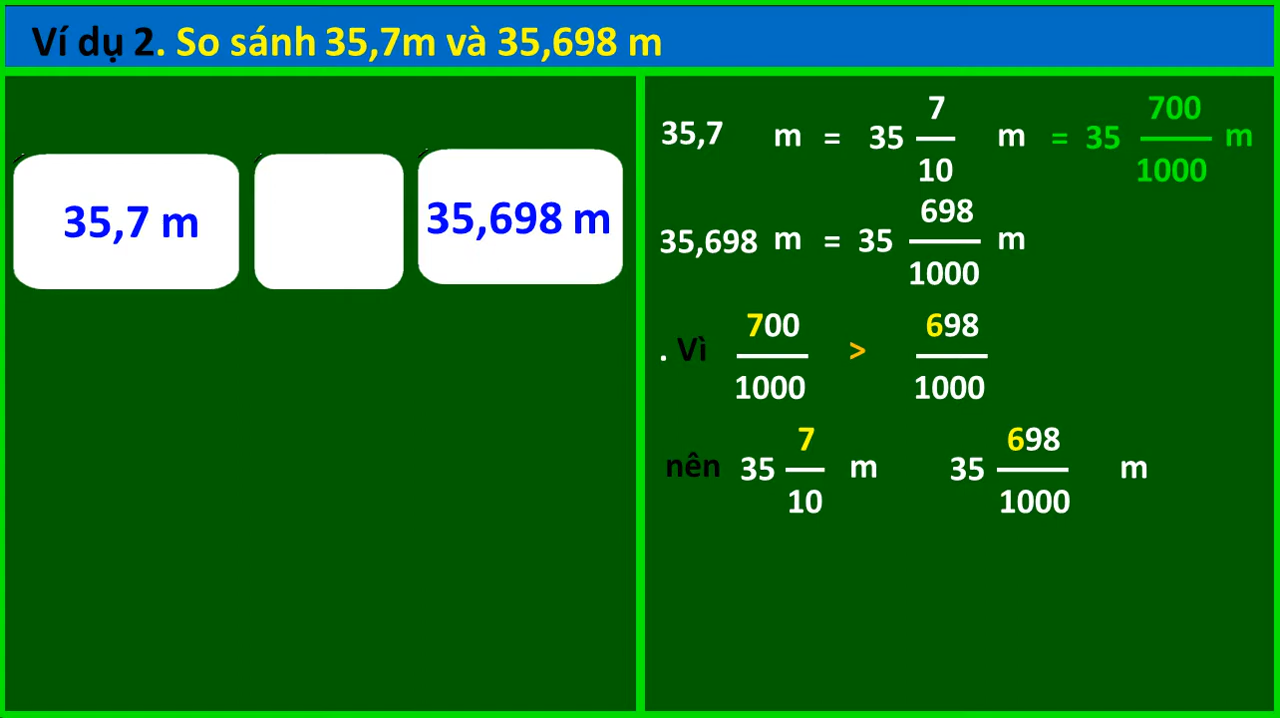 Ví dụ 2. So sánh 35,7m và 35,698 m
35,7 m
35,698 m
35,7 m = 35 7/10 m = 35 700/1000 m
35,698 m = 35 698/1000 m
. Vì 700/1000 > 698/1000
nên 35 7/10 m 35 698/1000 m